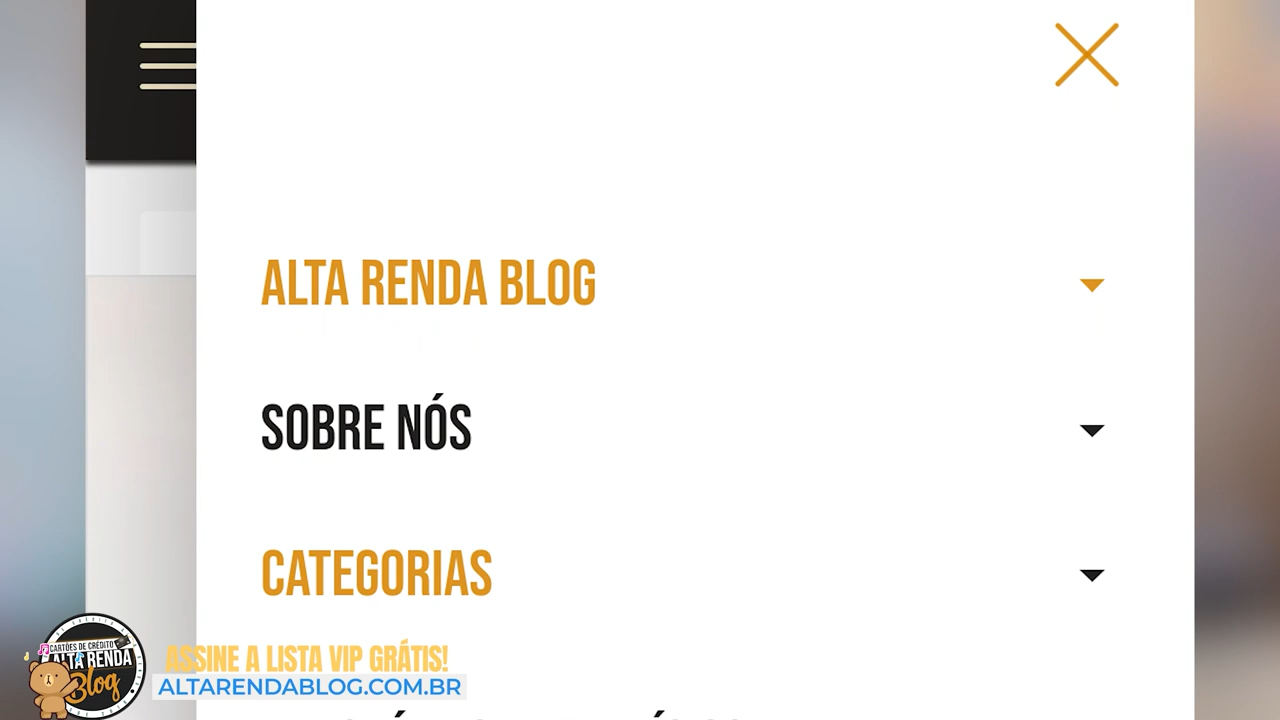 ALTA RENDA BLOG
SOBRE NÓS
CATEGORIAS
CARTÕES DE CRÉDITO
ALTA RENDA
Blog
ASSINE A LISTA VIP GRÁTIS!
ALTARENDABLOG.COM.BR